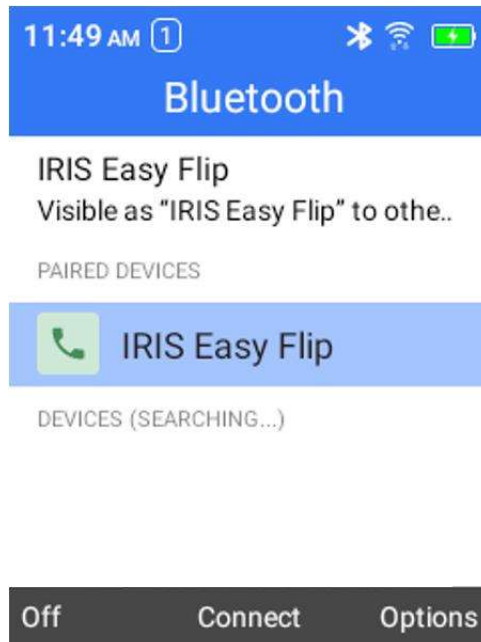 11:49 AM 1
Bluetooth
IRIS Easy Flip
Visible as “IRIS Easy Flip” to othe..
PAIRED DEVICES
IRIS Easy Flip
DEVICES (SEARCHING...)
Off Connect Options